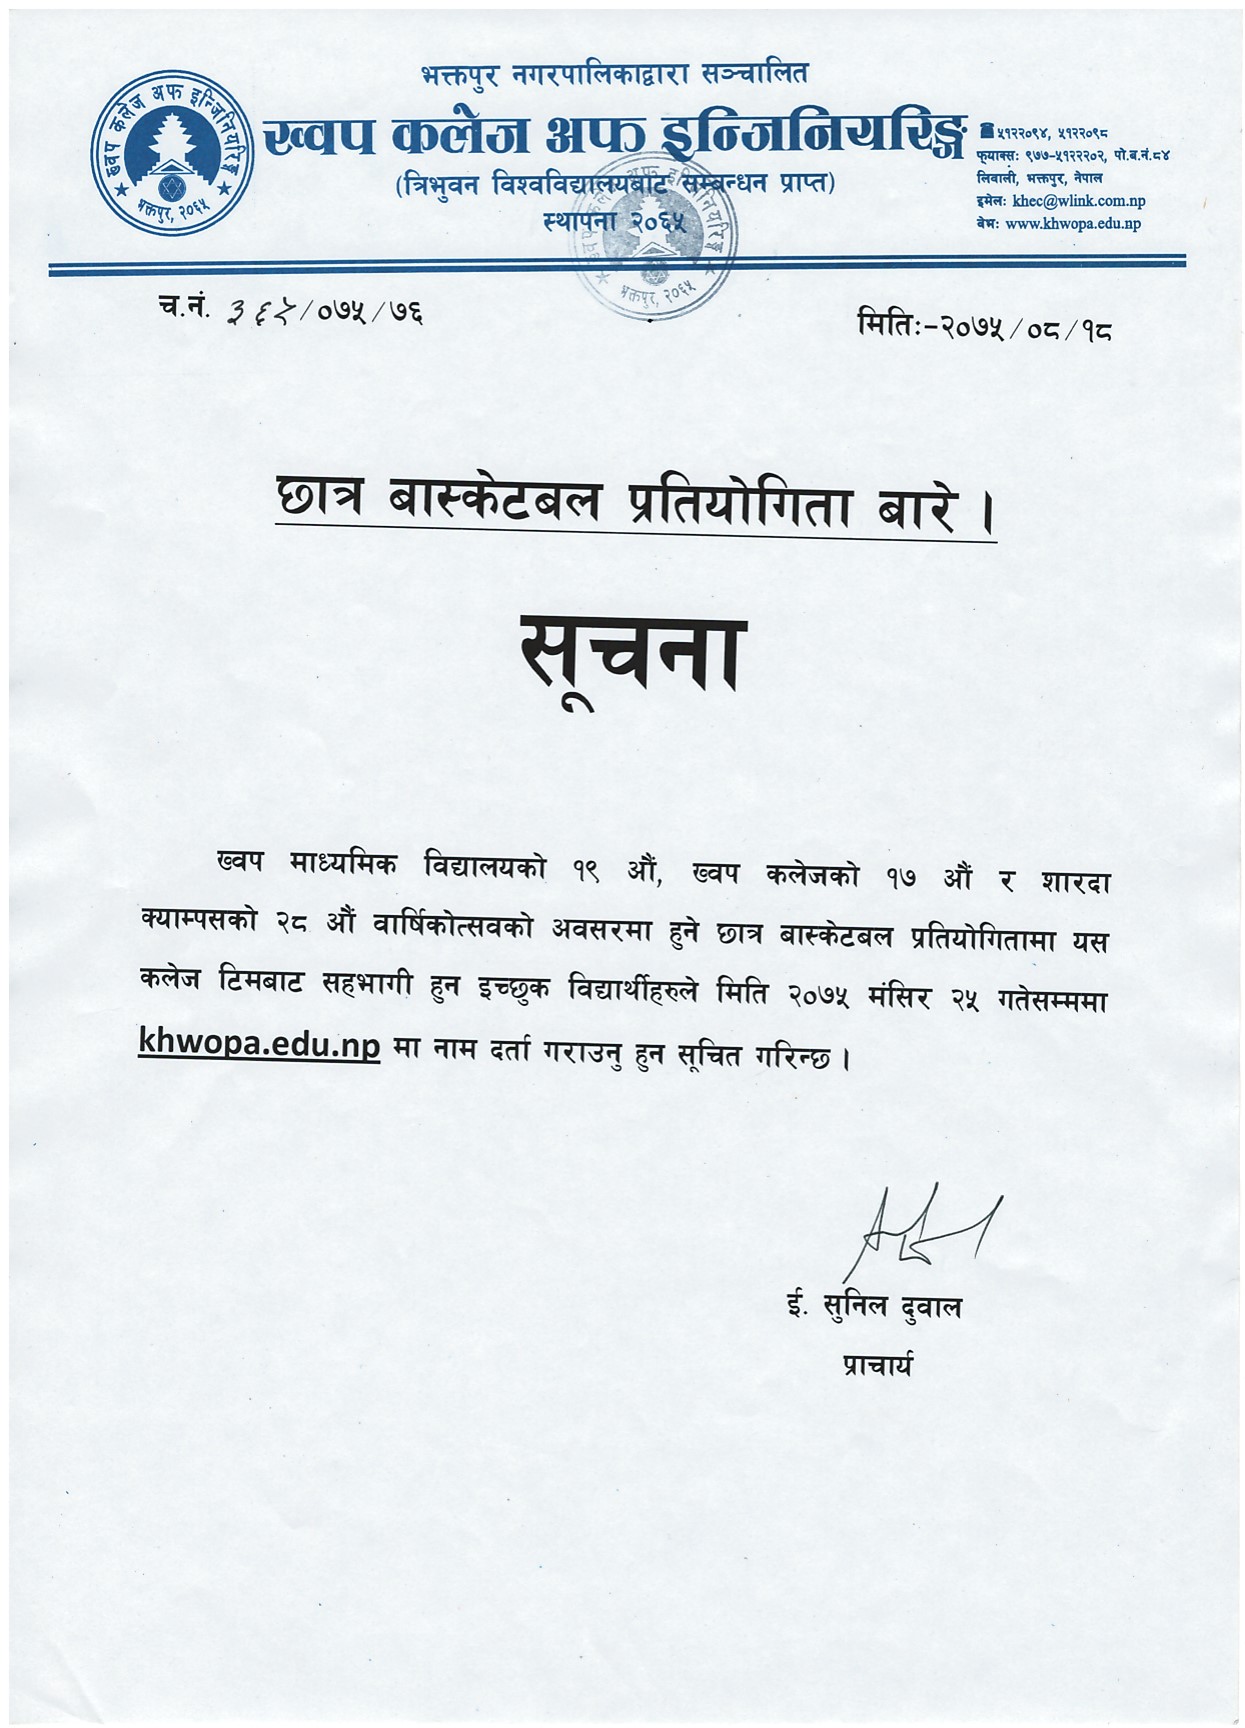 भक्तपुर नगरपालिकाद्वारा सञ्चालित
ख्वप कलेज अफ इन्जिनियरिङ्ग
(त्रिभुवन विश्वविद्यालयबाट सम्बन्धन प्राप्त)
स्थापना २०६५
ख्वप कलेज अफ इन्जिनियरिङ्ग
भक्तपुर, २०६५
☎ ५१२२०९४, ५१२२०९८
फ्याक्सः ९७७-५१२२२०२, पो.ब.नं.८४
लिवाली, भक्तपुर, नेपाल
इमेलः khec@wlink.com.np
वेभः www.khwopa.edu.np
भक्तपुर, २०६५
च.नं. ३६५/०७५/७६
मितिः-२०७५/०८/१८
छात्र बास्केटबल प्रतियोगिता बारे ।
सूचना
ख्वप माध्यमिक विद्यालयको १९ औं, ख्वप कलेजको १७ औं र शारदा
क्याम्पसको २८ औं वार्षिकोत्सवको अवसरमा हुने छात्र बास्केटबल प्रतियोगितामा यस
कलेज टिमबाट सहभागी हुन इच्छुक विद्यार्थीहरुले मिति २०७५ मंसिर २५ गतेसम्ममा
khwopa.edu.np मा नाम दर्ता गराउनु हुन सूचित गरिन्छ ।
ई. सुनिल दुवाल
प्राचार्य